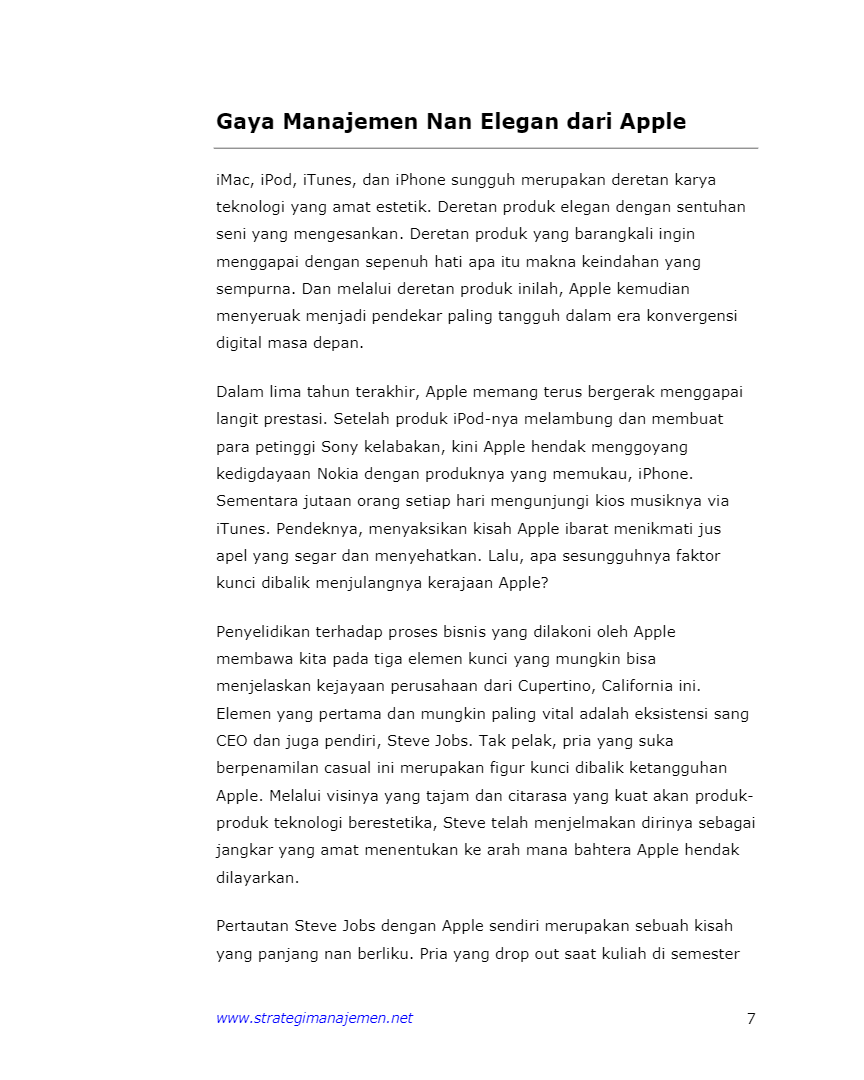 Gaya Manajemen Nan Elegan dari Apple
iMac, iPod, iTunes, dan iPhone sungguh merupakan deretan karya
teknologi yang amat estetik. Deretan produk elegan dengan sentuhan
seni yang mengesankan. Deretan produk yang barangkali ingin
menggapai dengan sepenuh hati apa itu makna keindahan yang
sempurna. Dan melalui deretan produk inilah, Apple kemudian
menyeruak menjadi pendekar paling tangguh dalam era konvergensi
digital masa depan.
Dalam lima tahun terakhir, Apple memang terus bergerak menggapai
langit prestasi. Setelah produk iPod-nya melambung dan membuat
para petinggi Sony kelabakan, kini Apple hendak menggoyang
kedigdayaan Nokia dengan produknya yang memukau, iPhone.
Sementara jutaan orang setiap hari mengunjungi kios musiknya via
iTunes. Pendeknya, menyaksikan kisah Apple ibarat menikmati jus
apel yang segar dan menyehatkan. Lalu, apa sesungguhnya faktor
kunci dibalik menjulangnya kerajaan Apple?
Penyelidikan terhadap proses bisnis yang dilakoni oleh Apple
membawa kita pada tiga elemen kunci yang mungkin bisa
menjelaskan kejayaan perusahaan dari Cupertino, California ini.
Elemen yang pertama dan mungkin paling vital adalah eksistensi sang
CEO dan juga pendiri, Steve Jobs. Tak pelak, pria yang suka
berpenamilan casual ini merupakan figur kunci dibalik ketangguhan
Apple. Melalui visinya yang tajam dan citarasa yang kuat akan produk-
produk teknologi berestetika, Steve telah menjelmakan dirinya sebagai
jangkar yang amat menentukan ke arah mana bahtera Apple hendak
dilayarkan.
Pertautan Steve Jobs dengan Apple sendiri merupakan sebuah kisah
yang panjang nan berliku. Pria yang drop out saat kuliah di semester
www.strategimanajemen.net 7